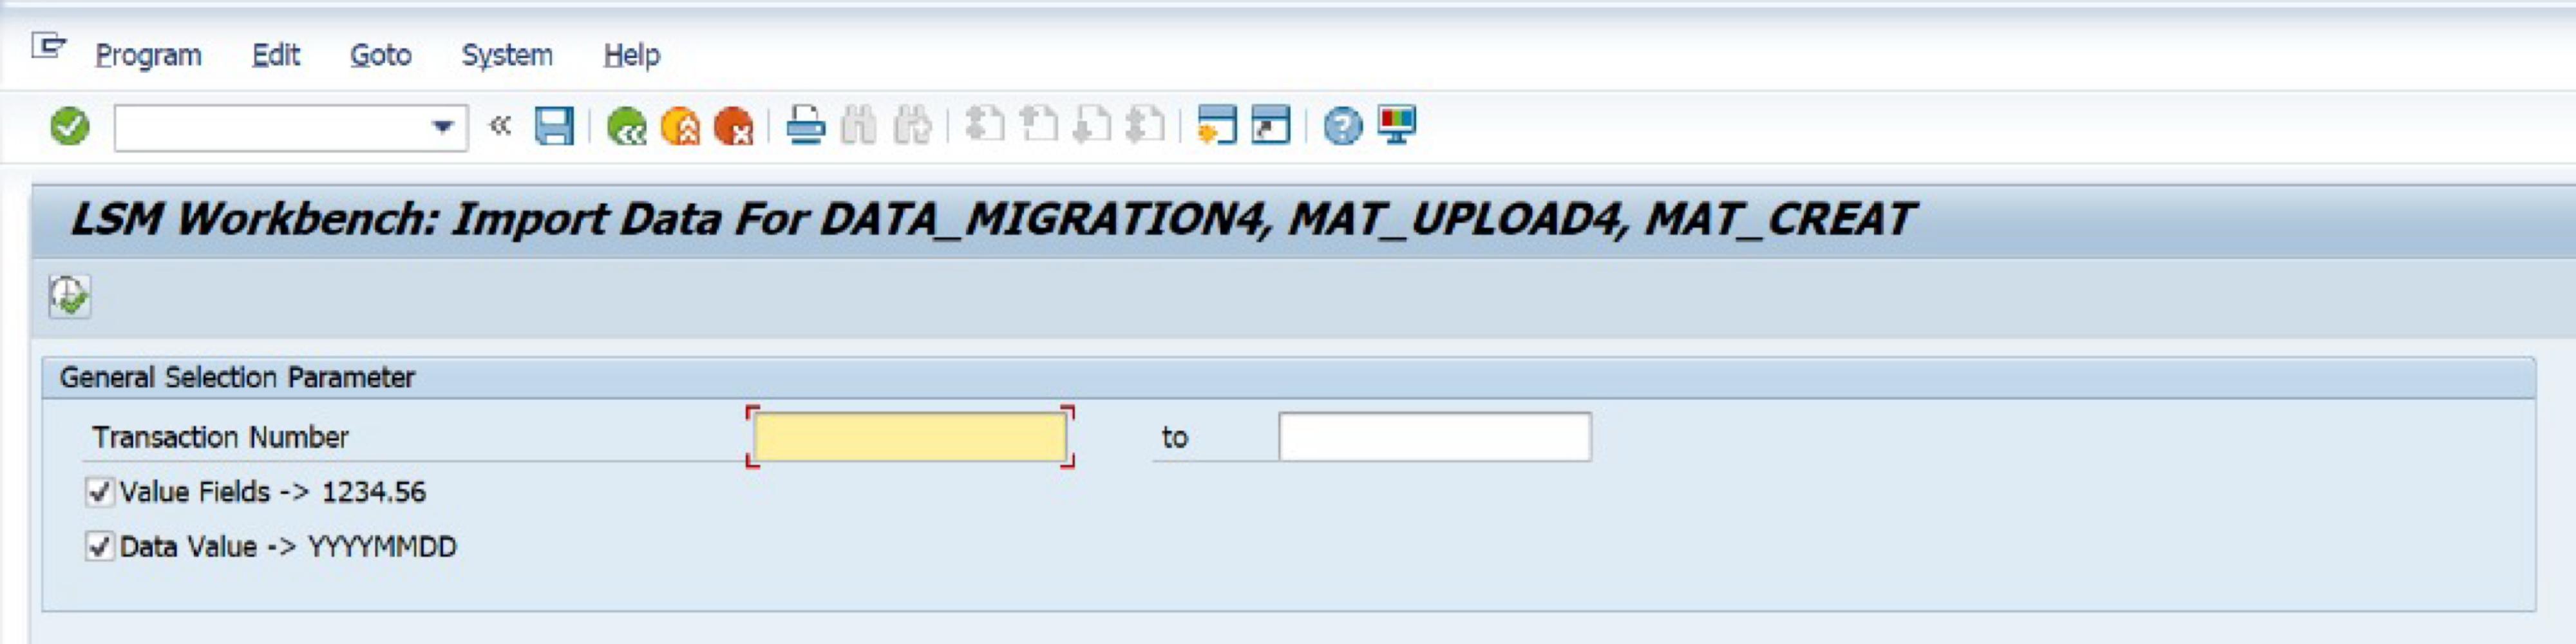 Program Edit Goto System Help
LSM Workbench: Import Data For DATA_MIGRATION4, MAT_UPLOAD4, MAT_CREAT
General Selection Parameter
Transaction Number to
Value Fields -> 1234.56
Data Value -> YYYYMMDD